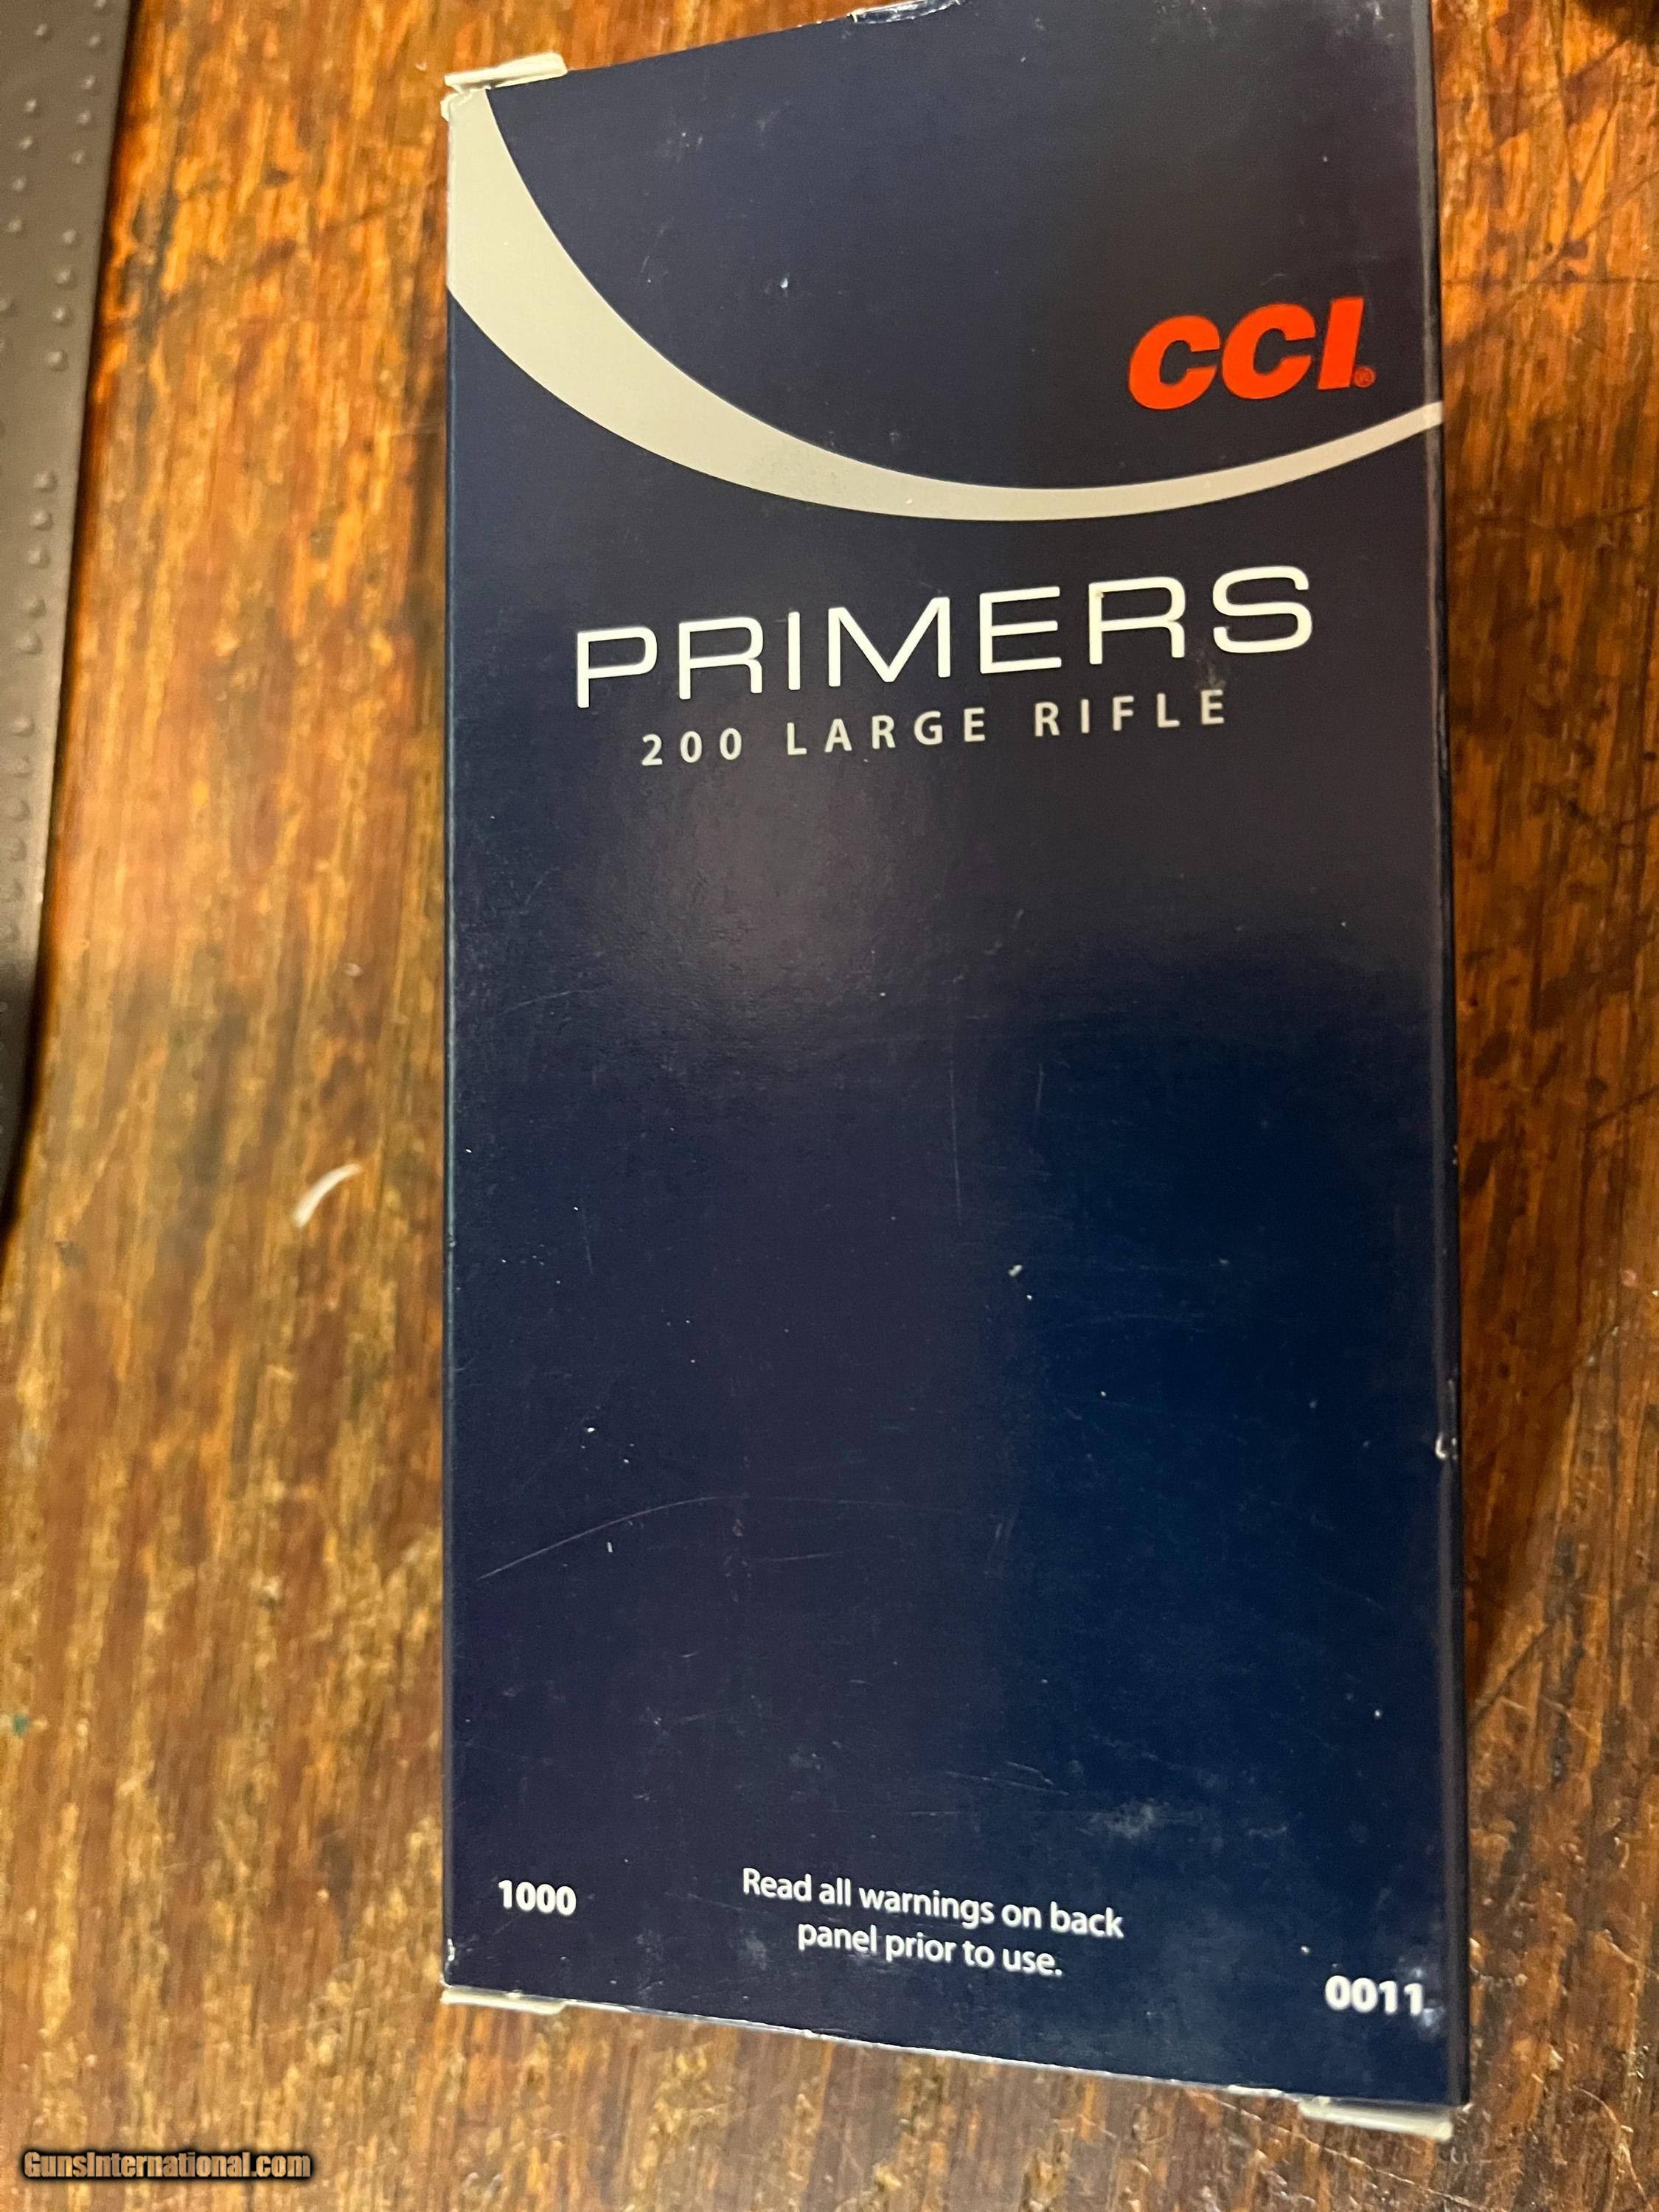 CCI®
PRIMERS
200 LARGE RIFLE
1000
Read all warnings on back
panel prior to use.
0011
GunsInternational.com